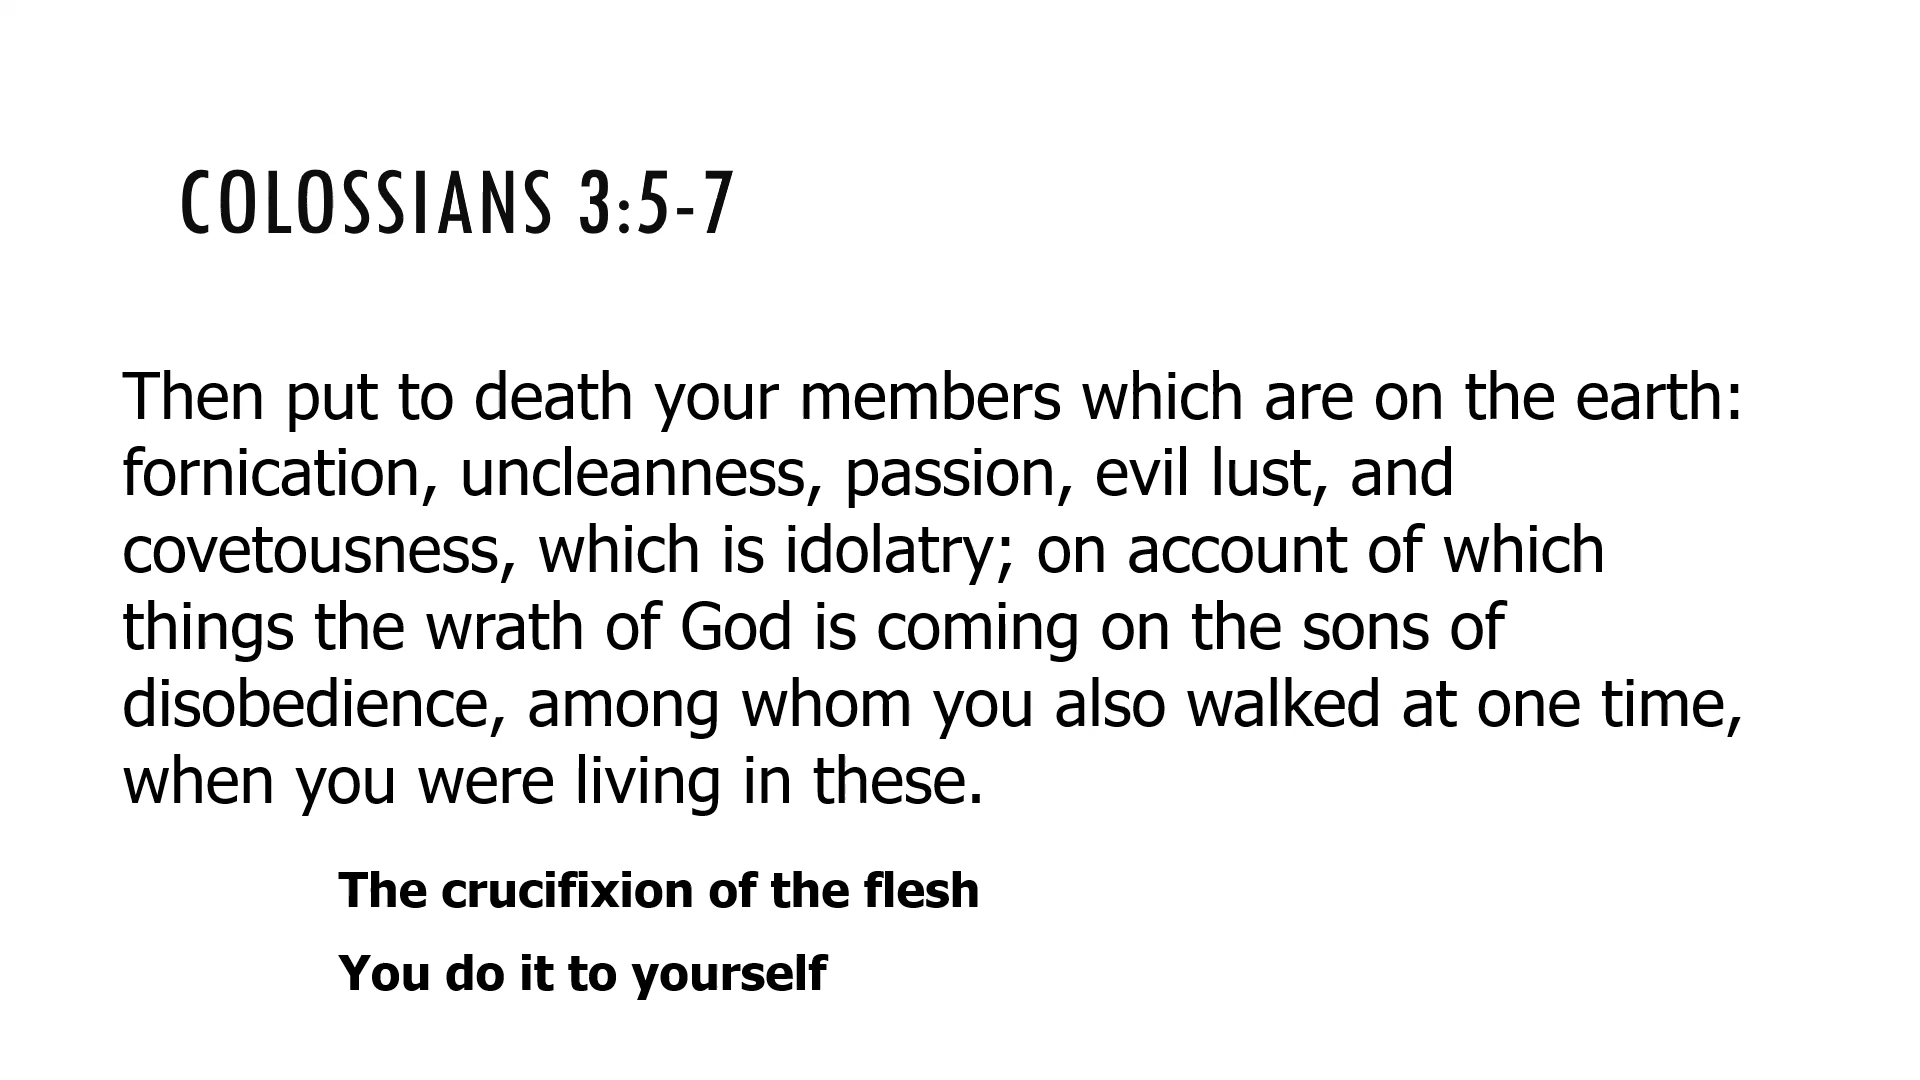 COLOSSIANS 3:5-7
Then put to death your members which are on the earth:
fornication, uncleanness, passion, evil lust, and
covetousness, which is idolatry; on account of which
things the wrath of God is coming on the sons of
disobedience, among whom you also walked at one time,
when you were living in these.
The crucifixion of the flesh
You do it to yourself